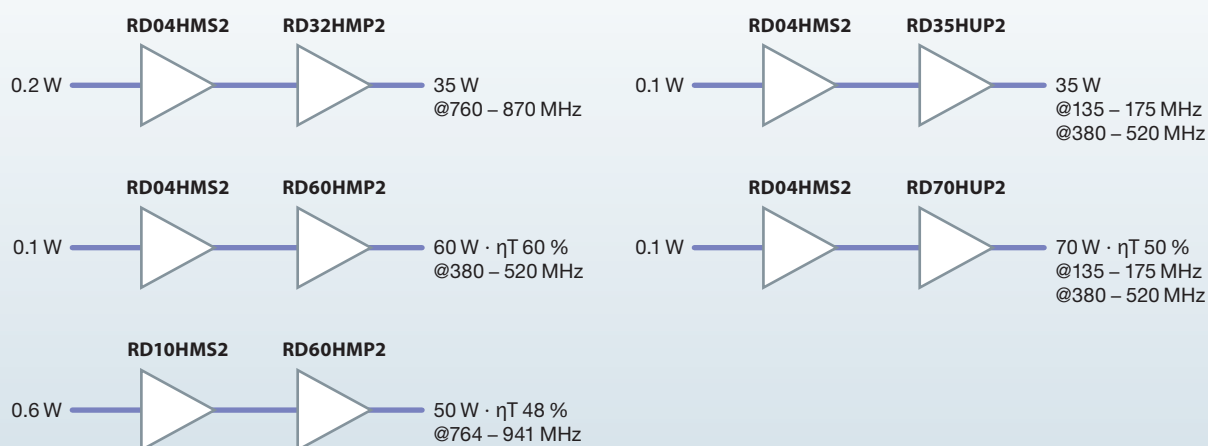 RD04HMS2 RD32HMP2
0.2 W 35 W
@760 – 870 MHz
RD04HMS2 RD35HUP2
0.1 W 35 W
@135 – 175 MHz
@380 – 520 MHz
RD04HMS2 RD60HMP2
0.1 W 60 W · ηT 60 %
@380 – 520 MHz
RD04HMS2 RD70HUP2
0.1 W 70 W · ηT 50 %
@135 – 175 MHz
@380 – 520 MHz
RD10HMS2 RD60HMP2
0.6 W 50 W · ηT 48 %
@764 – 941 MHz